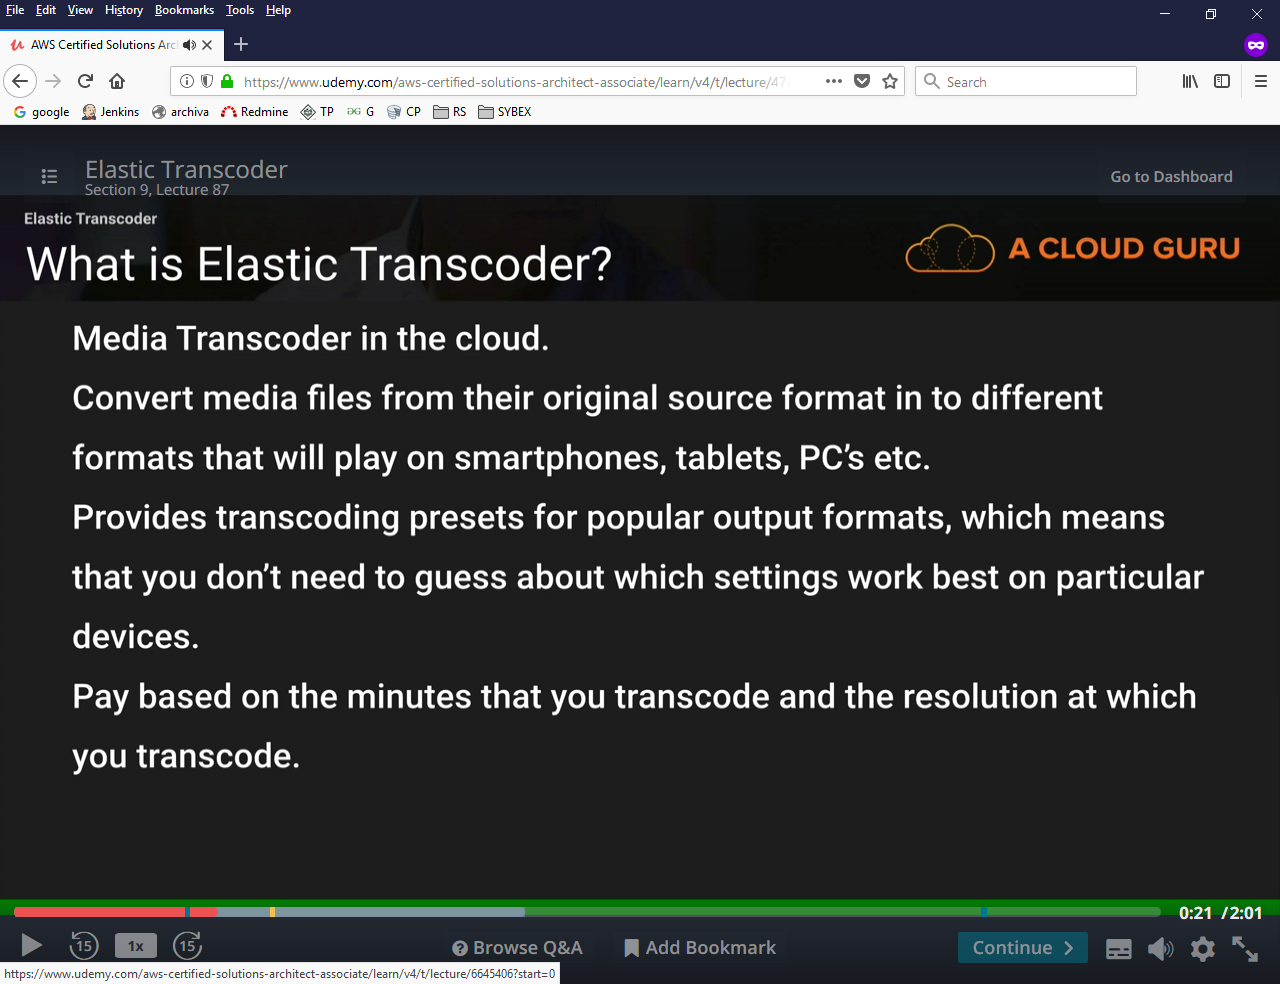 File Edit View History Bookmarks Tools Help
AWS Certified Solutions Arc
https://www.udemy.com/aws-certified-solutions-architect-associate/learn/v4/t/lecture/47
Search
google Jenkins archiva Redmine TP G CP RS SYBEX
Elastic Transcoder
Section 9, Lecture 87
Go to Dashboard
Elastic Transcoder
What is Elastic Transcoder?
A CLOUD GURU
Media Transcoder in the cloud.
Convert media files from their original source format in to different
formats that will play on smartphones, tablets, PC’s etc.
Provides transcoding presets for popular output formats, which means
that you don’t need to guess about which settings work best on particular
devices.
Pay based on the minutes that you transcode and the resolution at which
you transcode.
0:21 / 2:01
15 1x 15
Browse Q&A
Add Bookmark
Continue
https://www.udemy.com/aws-certified-solutions-architect-associate/learn/v4/t/lecture/6645406?start=0